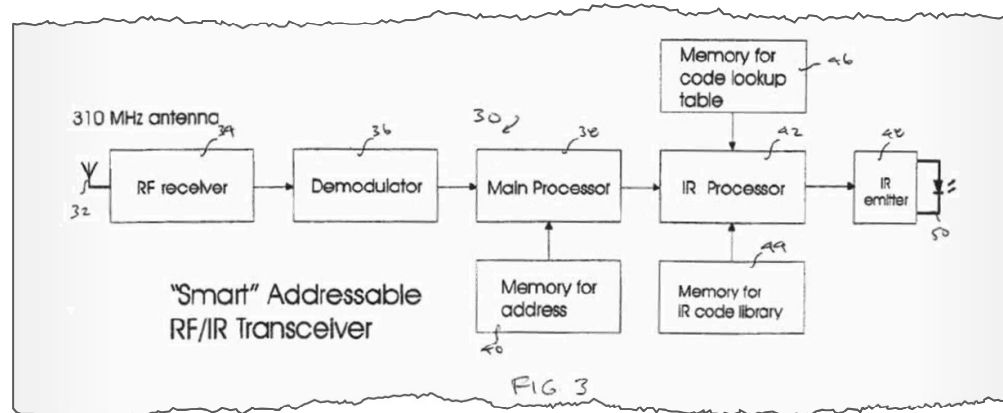 Memory for
code lookup
table
46
310 MHz antenna
34
36
30
38
42
48
RF receiver
Demodulator
Main Processor
IR Processor
IR
emitter
32
50
44
"Smart" Addressable
RF/IR Transceiver
Memory for
address
40
Memory for
IR code library
FIG 3